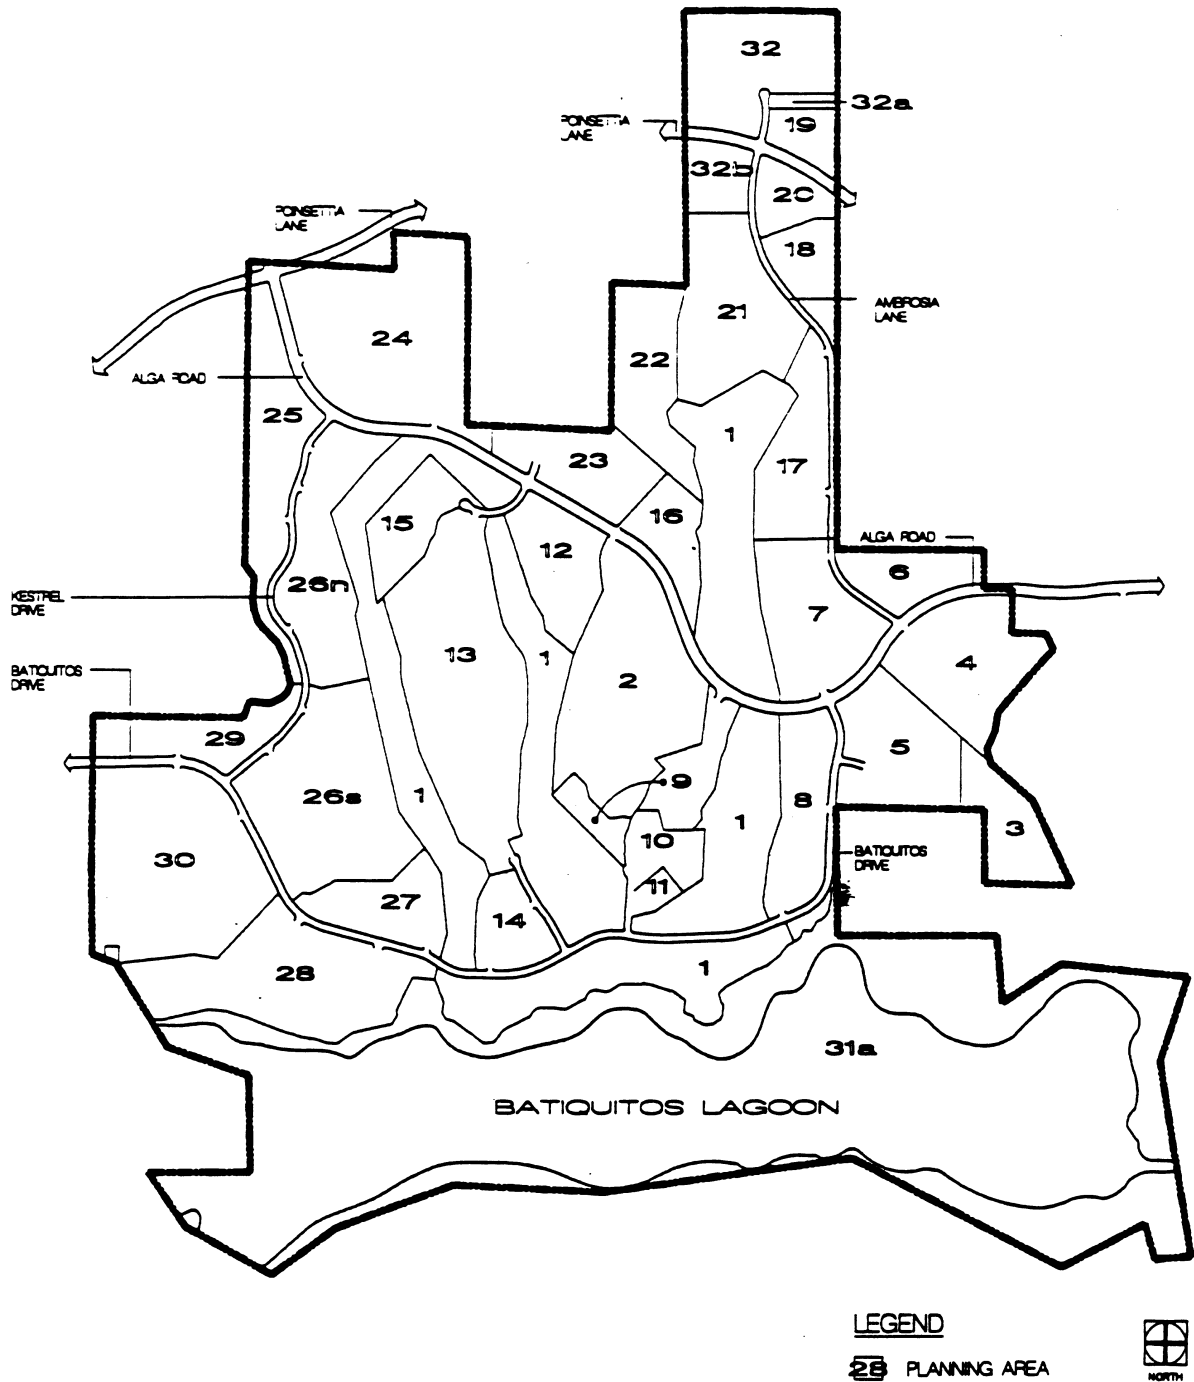 32
32a
POINSETTIA
LANE
19
32b
20
POINSETTIA
LANE
18
AMBROSIA
LANE
21
24
22
ALGA ROAD
25
1
23
17
16
15
12
ALGA ROAD
6
26n
KESTREL
DRIVE
7
13
1
4
BATIQUITOS
DRIVE
2
29
5
9
26s
1
8
1
3
10
BATIQUITOS
DRIVE
30
11
27
14
28
1
31a
BATIQUITOS LAGOON
LEGEND
28 PLANNING AREA
NORTH